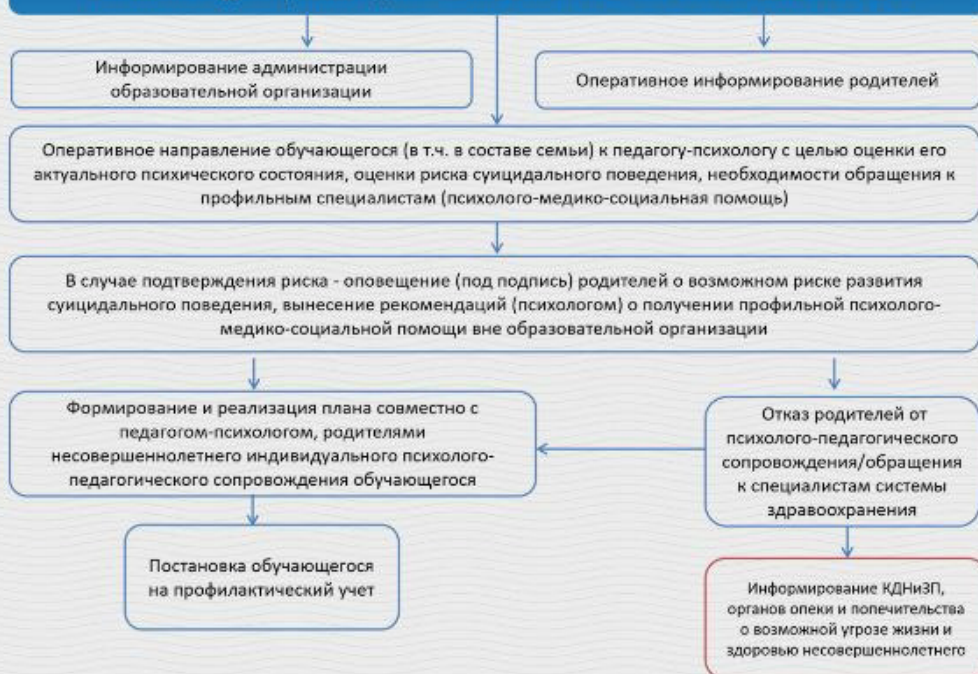 Информирование администрации
образовательной организации
Оперативное информирование родителей
Оперативное направление обучающегося (в т.ч. в составе семьи) к педагогу-психологу с целью оценки его
актуального психического состояния, оценки риска суицидального поведения, необходимости обращения к
профильным специалистам (психолого-медико-социальная помощь)
В случае подтверждения риска - оповещение (под подпись) родителей о возможном риске развития
суицидального поведения, вынесение рекомендаций (психологом) о получении профильной психолого-
медико-социальной помощи вне образовательной организации
Формирование и реализация плана совместно с
педагогом-психологом, родителями
несовершеннолетнего индивидуального психолого-
педагогического сопровождения обучающегося
Отказ родителей от
психолого-педагогического
сопровождения/обращения
к специалистам системы
здравоохранения
Постановка обучающегося
на профилактический учет
Информирование КДНиЗП,
органов опеки и попечительства
о возможной угрозе жизни и
здоровью несовершеннолетнего